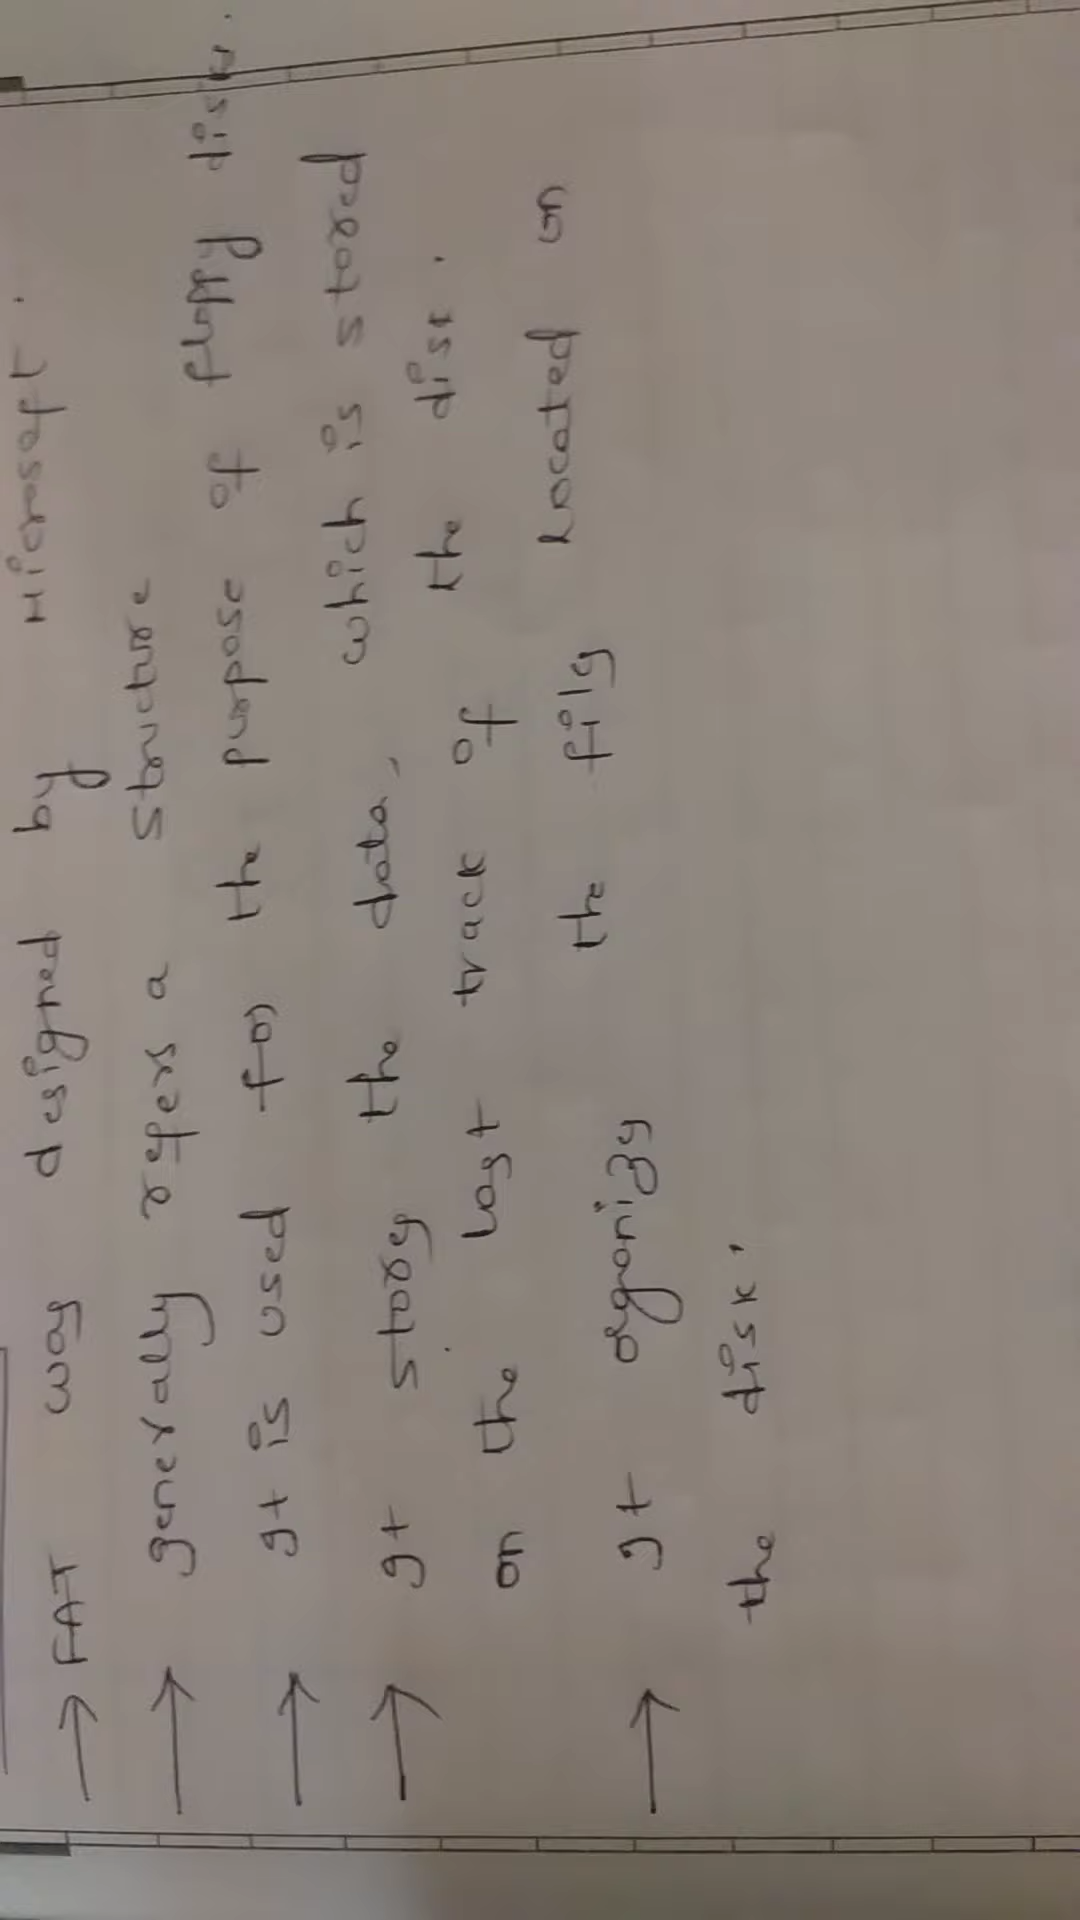 → FAT was designed by Microsoft.
→ generally refers a structure
→ It is used for the purpose of floppy disk.
→ It stores the data, which is stored
on the last track of the disk.
→ It organizes the files located on
the disk.